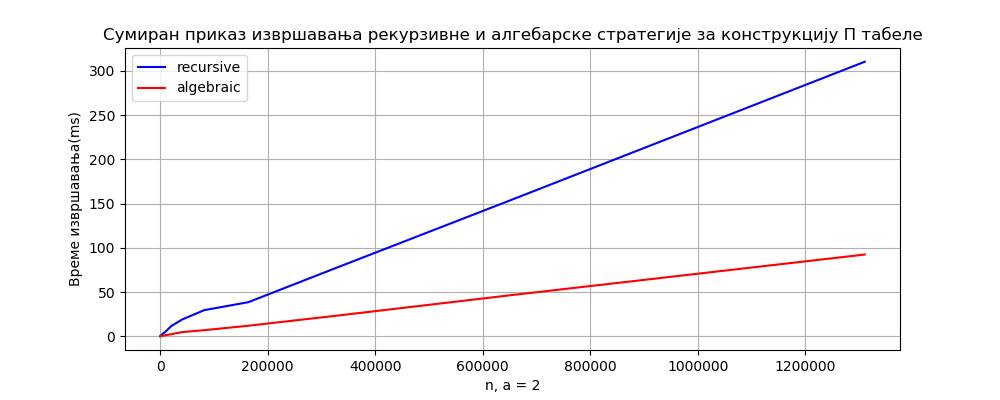 Сумиран приказ извршавања рекурзивне и алгебарске стратегије за конструкцију П табеле
recursive
algebraic
Време извршавања(ms)
300
250
200
150
100
50
0
0 200000 400000 600000 800000 1000000 1200000
n, a = 2